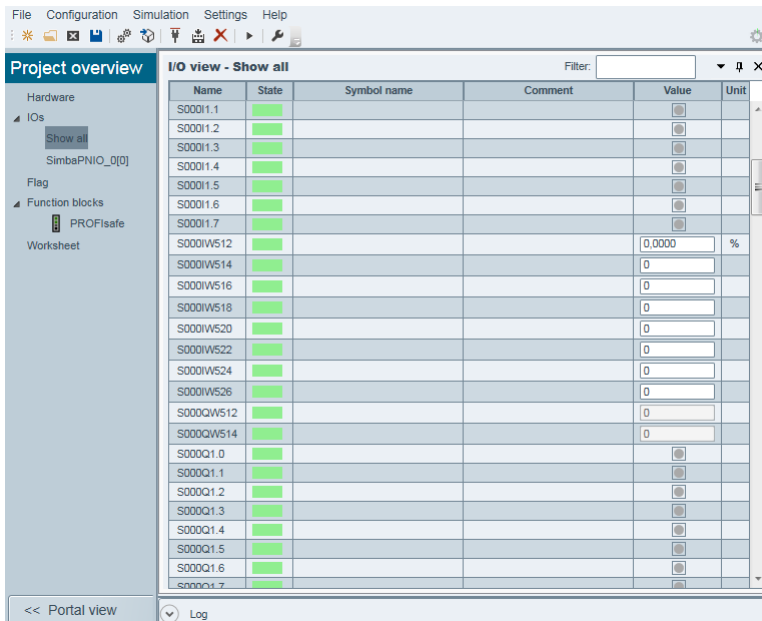 File Configuration Simulation Settings Help
Project overview
Hardware
IOs
Show all
SimbaPNIO_0[0]
Flag
Function blocks
PROFIsafe
Worksheet
<< Portal view
I/O view - Show all Filter:
Name State Symbol name Comment Value Unit
S000I1.1
S000I1.2
S000I1.3
S000I1.4
S000I1.5
S000I1.6
S000I1.7
S000IW512 0,0000 %
S000IW514 0
S000IW516 0
S000IW518 0
S000IW520 0
S000IW522 0
S000IW524 0
S000IW526 0
S000QW512 0
S000QW514 0
S000Q1.0
S000Q1.1
S000Q1.2
S000Q1.3
S000Q1.4
S000Q1.5
S000Q1.6
S000Q1.7
Log